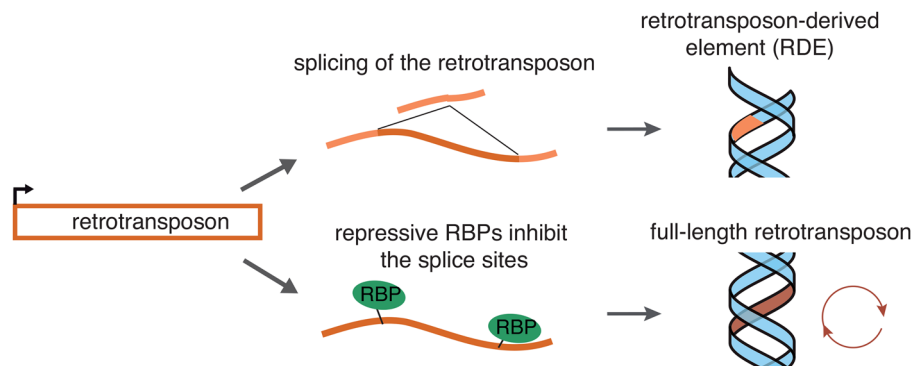 retrotransposon-derived
element (RDE)
splicing of the retrotransposon
retrotransposon
repressive RBPs inhibit
the splice sites
full-length retrotransposon
RBP
RBP